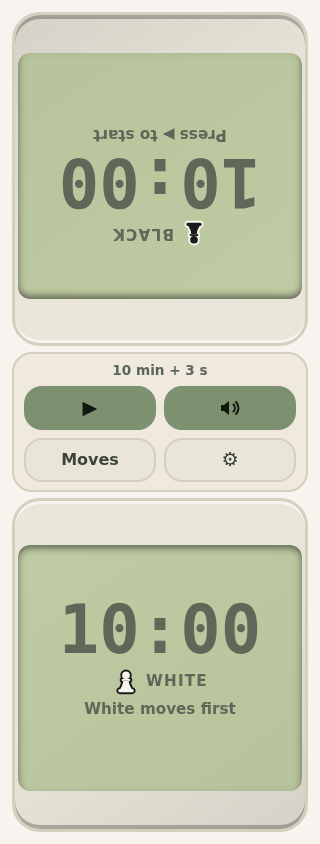 Press ▶ to start
10:00
BLACK
10 min + 3 s
▶
Moves
⚙
10:00
WHITE
White moves first